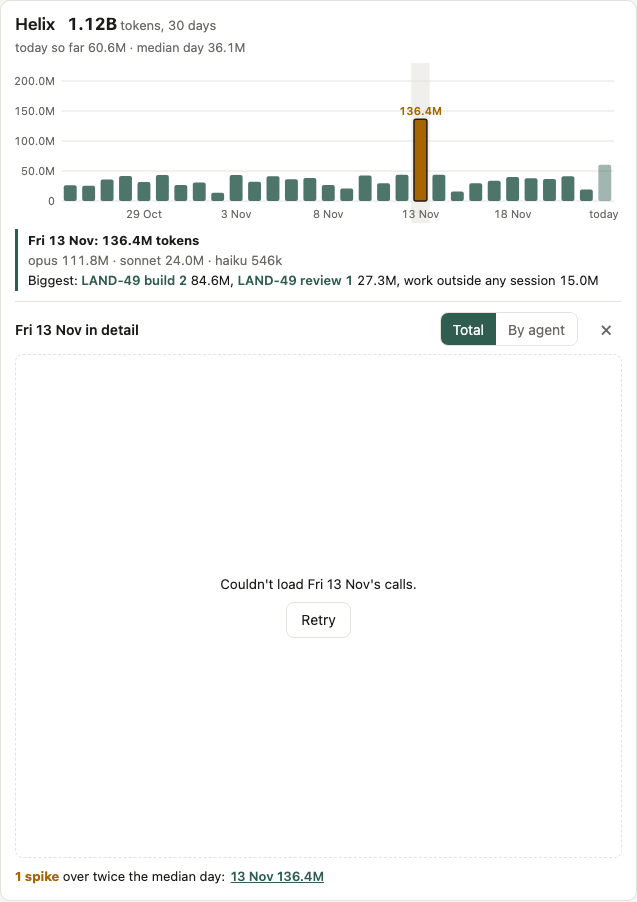 Helix 1.12B tokens, 30 days
today so far 60.6M · median day 36.1M
200.0M
150.0M
136.4M
100.0M
50.0M
0
29 Oct 3 Nov 8 Nov 13 Nov 18 Nov today
Fri 13 Nov: 136.4M tokens
opus 111.8M · sonnet 24.0M · haiku 546k
Biggest: LAND-49 build 2 84.6M, LAND-49 review 1 27.3M, work outside any session 15.0M
Fri 13 Nov in detail Total By agent ✕
Couldn't load Fri 13 Nov's calls.
Retry
1 spike over twice the median day: 13 Nov 136.4M